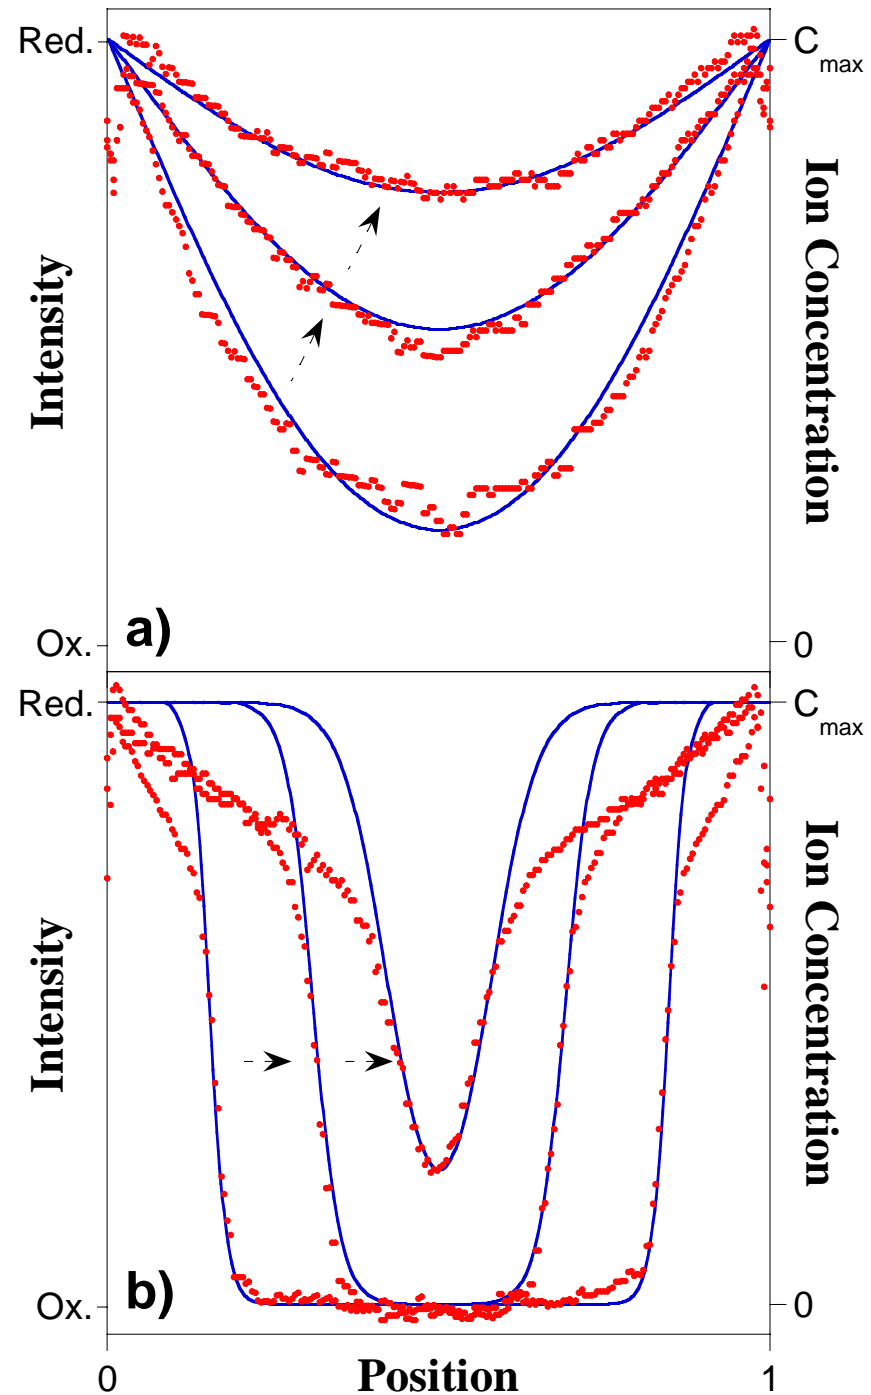 Red.
C
max
Intensity
Ion Concentration
a)
Ox.
0
Red.
C
max
Intensity
Ion Concentration
b)
Ox.
0
0
Position
1